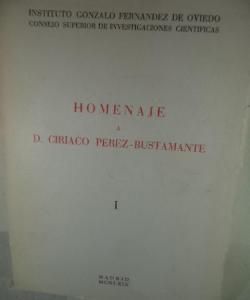 INSTITUTO GONZALO FERNANDEZ DE OVIEDO
CONSEJO SUPERIOR DE INVESTIGACIONES CIENTIFICAS
HOMENAJE
A
D. CIRIACO PEREZ-BUSTAMANTE
I
MADRID
MCMLXIX